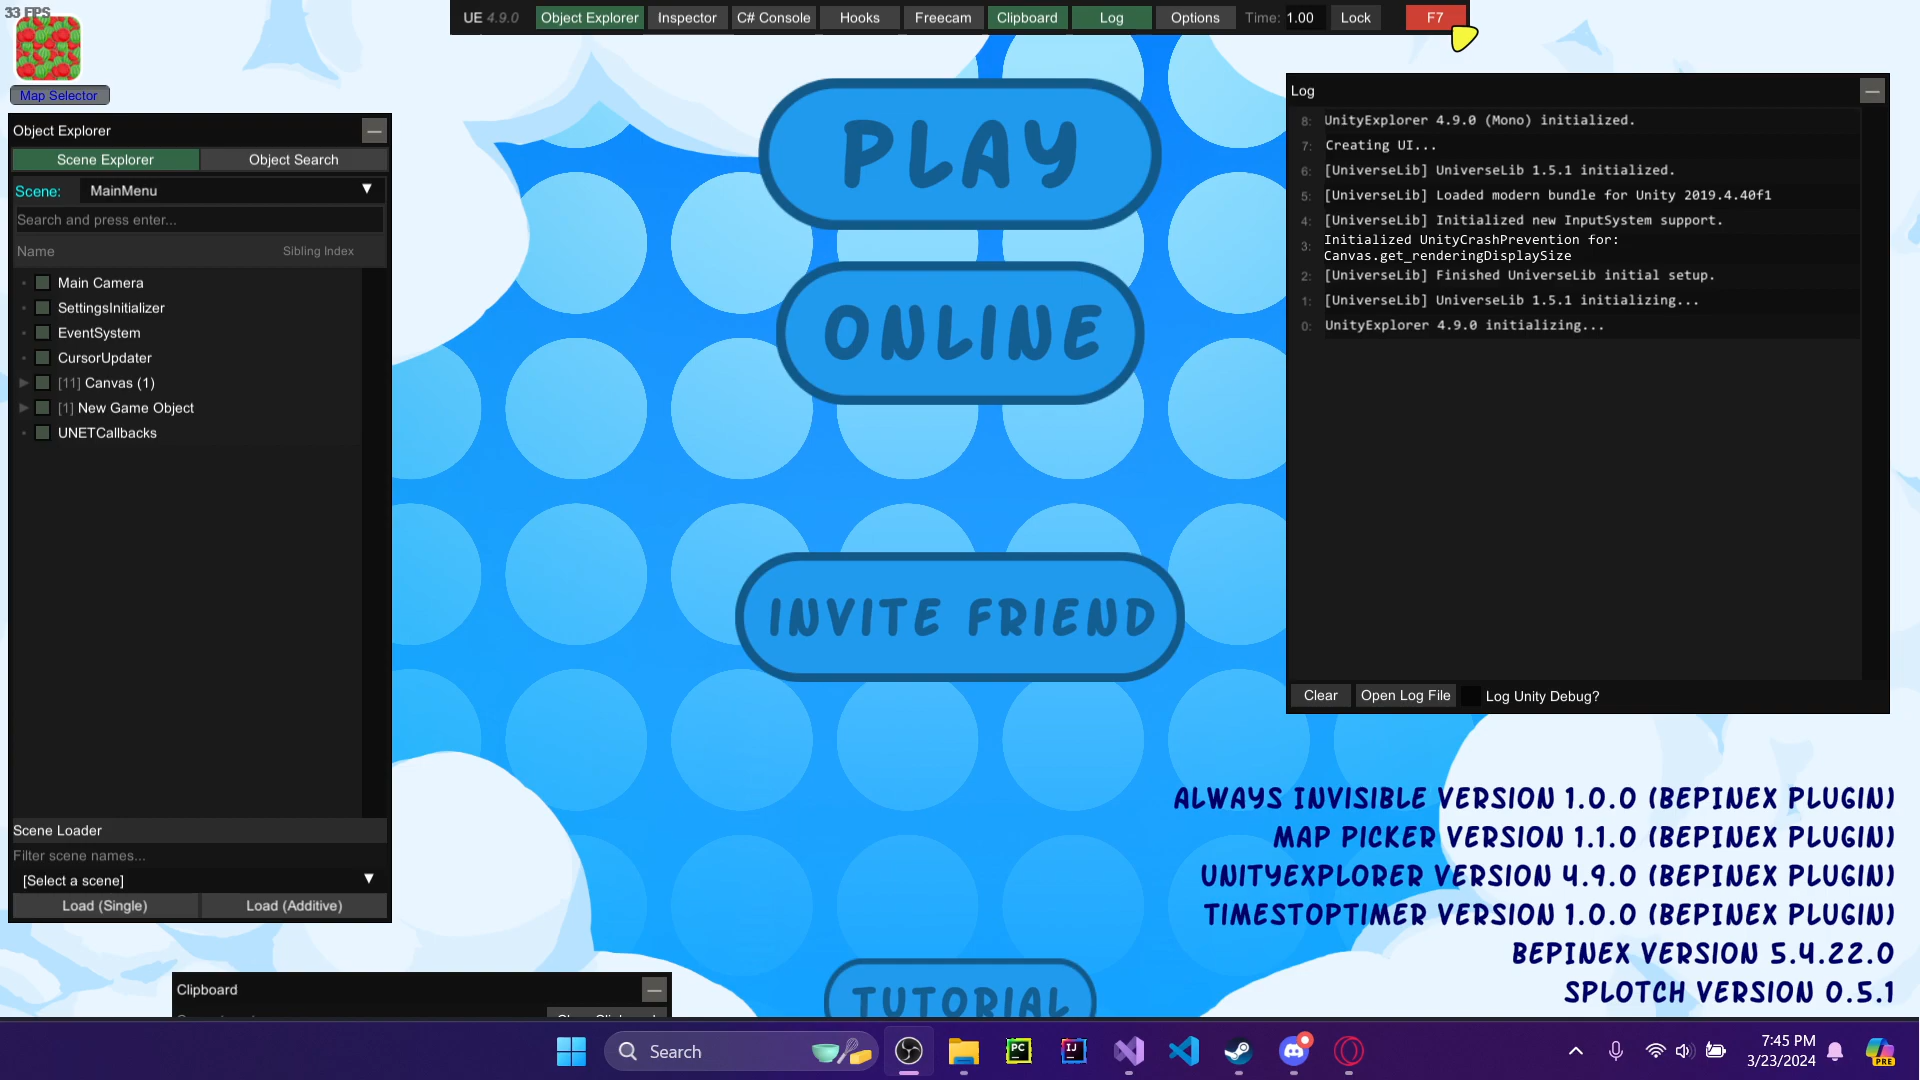 33 FPS
Map Selector
UE 4.9.0 Object Explorer Inspector C# Console Hooks Freecam Clipboard Log Options Time: 1.00 Lock F7
Object Explorer
Scene Explorer Object Search
Scene: MainMenu ▼
Search and press enter...
Name Sibling Index
Main Camera
SettingsInitializer
EventSystem
CursorUpdater
[11] Canvas (1)
[1] New Game Object
UNETCallbacks
Scene Loader
Filter scene names...
[Select a scene] ▼
Load (Single) Load (Additive)
PLAY
ONLINE
INVITE FRIEND
TUTORIAL
Log
8: UnityExplorer 4.9.0 (Mono) initialized.
7: Creating UI...
6: [UniverseLib] UniverseLib 1.5.1 initialized.
5: [UniverseLib] Loaded modern bundle for Unity 2019.4.40f1
4: [UniverseLib] Initialized new InputSystem support.
3: Initialized UnityCrashPrevention for:
Canvas.get_renderingDisplaySize
2: [UniverseLib] Finished UniverseLib initial setup.
1: [UniverseLib] UniverseLib 1.5.1 initializing...
0: UnityExplorer 4.9.0 initializing...
Clear Open Log File Log Unity Debug?
ALWAYS INVISIBLE VERSION 1.0.0 (BEPINEX PLUGIN)
MAP PICKER VERSION 1.1.0 (BEPINEX PLUGIN)
UNITYEXPLORER VERSION 4.9.0 (BEPINEX PLUGIN)
TIMESTOPTIMER VERSION 1.0.0 (BEPINEX PLUGIN)
BEPINEX VERSION 5.4.22.0
SPLOTCH VERSION 0.5.1
Clipboard
Search
PC
IJ
7:45 PM
3/23/2024
PRE